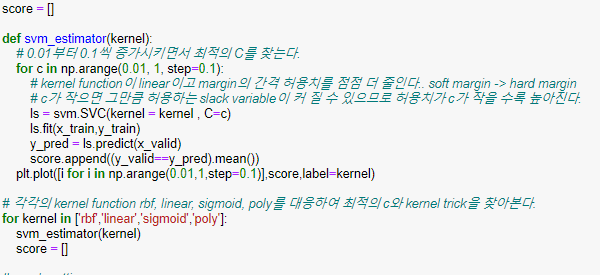 score = []
def svm_estimator(kernel):
# 0.01부터 0.1씩 증가시키면서 최적의 C를 찾는다.
for c in np.arange(0.01, 1, step=0.1):
# kernel function이 linear이고 margin의 간격 허용치를 점점 더 줄인다.. soft margin -> hard margin
# c가 작으면 그만큼 허용하는 slack variable이 커 질 수 있으므로 허용치가 c가 작을 수록 높아진다.
ls = svm.SVC(kernel = kernel , C=c)
ls.fit(x_train,y_train)
y_pred = ls.predict(x_valid)
score.append((y_valid==y_pred).mean())
plt.plot([i for i in np.arange(0.01,1,step=0.1)],score,label=kernel)
# 각각의 kernel function rbf, linear, sigmoid, poly를 대응하여 최적의 c와 kernel trick을 찾아본다.
for kernel in ['rbf','linear','sigmoid','poly']:
svm_estimator(kernel)
score = []